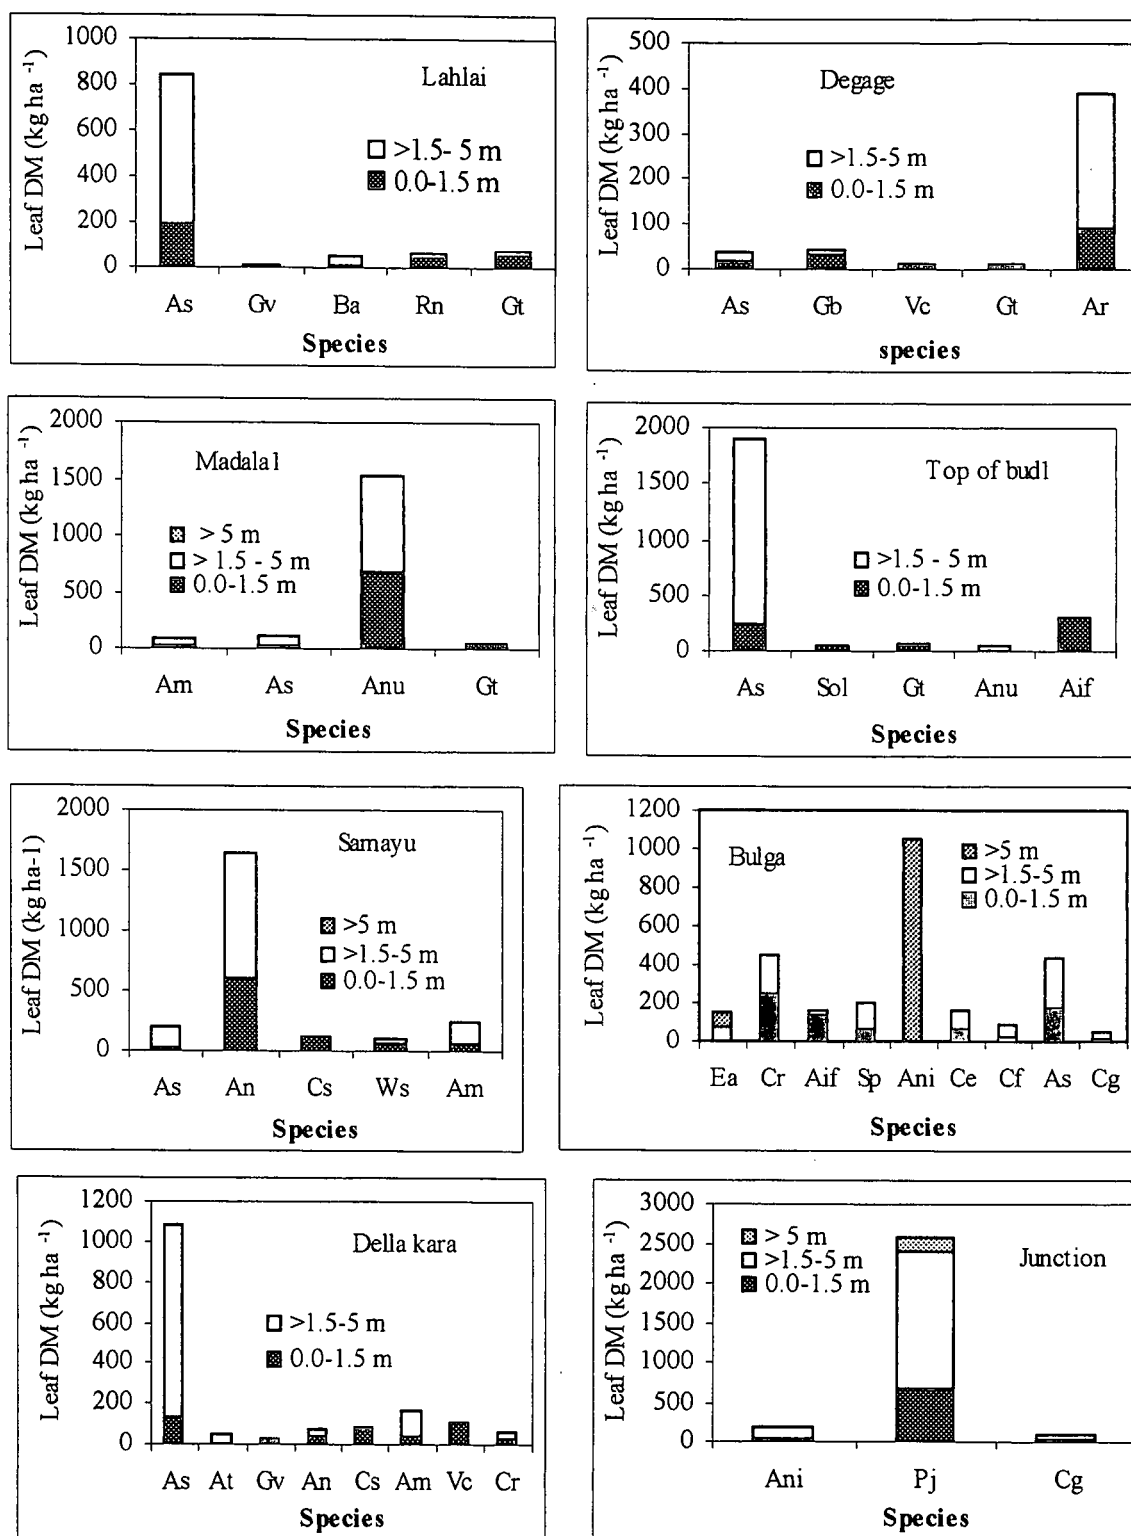 Leaf DM (kg ha -1)
1000
800
600
400
200
0
Lahlai
>1.5- 5 m
0.0-1.5 m
As Gv Ba Rn Gt
Species
Leaf DM (kg ha -1)
500
400
300
200
100
0
Degage
>1.5-5 m
0.0-1.5 m
As Gb Vc Gt Ar
species
Leaf DM (kg ha -1)
2000
1500
1000
500
0
Madala1
> 5 m
> 1.5 - 5 m
0.0-1.5 m
Am As Anu Gt
Species
Leaf DM (kg ha -1)
2000
1500
1000
500
0
Top of budl
>1.5 - 5 m
0.0-1.5 m
As Sol Gt Anu Aif
Species
Leaf DM (kg ha-1)
2000
1500
1000
500
0
Samayu
>5 m
>1.5-5 m
0.0-1.5 m
As An Cs Ws Am
Species
Leaf DM (kg ha -1)
1200
1000
800
600
400
200
0
Bulga
>5 m
>1.5-5 m
0.0-1.5 m
Ea Cr Aif Sp Ani Ce Cf As Cg
Species
Leaf DM (kg ha -1)
1200
1000
800
600
400
200
0
Della kara
>1.5-5 m
0.0-1.5 m
As At Gv An Cs Am Vc Cr
Species
Leaf DM (kg ha -1)
3000
2500
2000
1500
1000
500
0
> 5 m
>1.5-5 m
0.0-1.5 m
Junction
Ani Pj Cg
Species